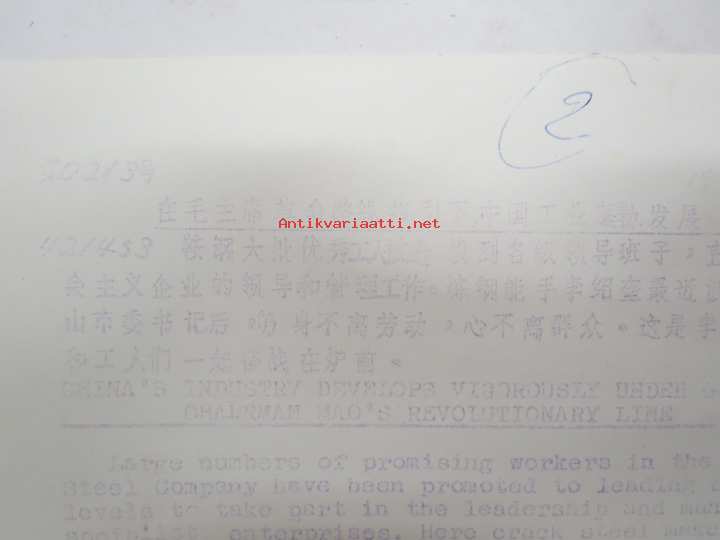 2
在毛主席革命路线指引下中国工业蓬勃发展
431453 铁钢大批优秀工人 到各级领导班子，
会主义企业的领导和管理工作。炼钢能手李绍奎最近
山市委书记后，仍身不离劳动，心不离群众。这是李
和工人们一起奋战在炉前。
CHINA'S INDUSTRY DEVELOPS VIGOROUSLY UNDER
CHAIRMAN MAO'S REVOLUTIONARY LINE
Large numbers of promising workers in the
Steel Company have been promoted to leading
levels to take part in the leadership and
socialist enterprises. Here crack steel
Antikvariaatti.net